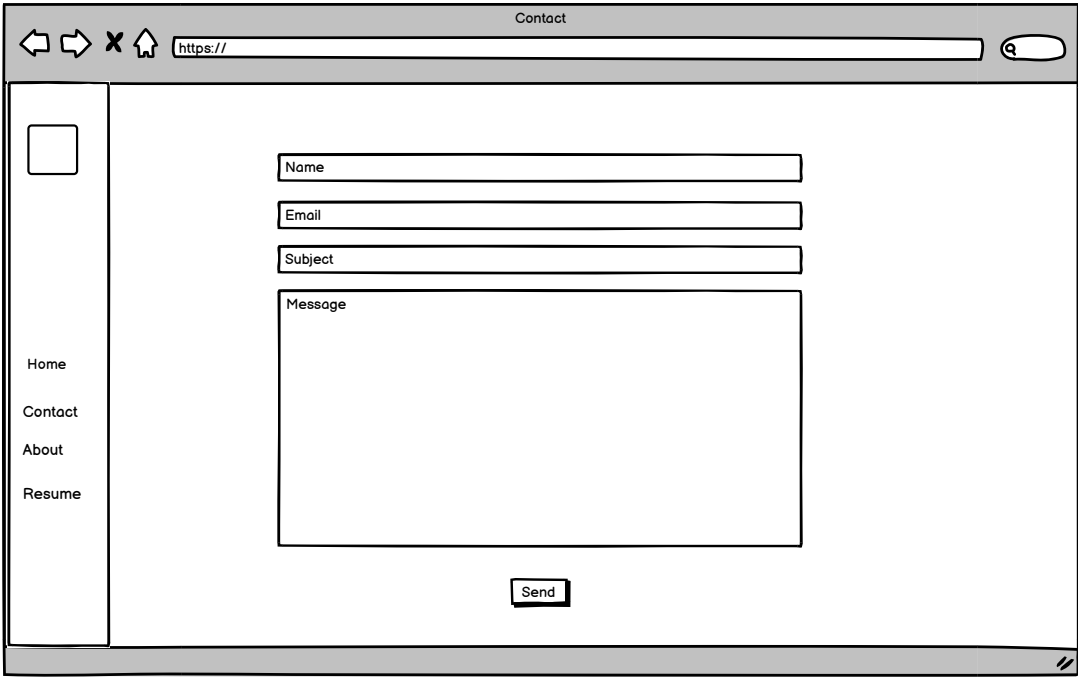 Contact
https://
Name
Email
Subject
Message
Home
Contact
About
Resume
Send